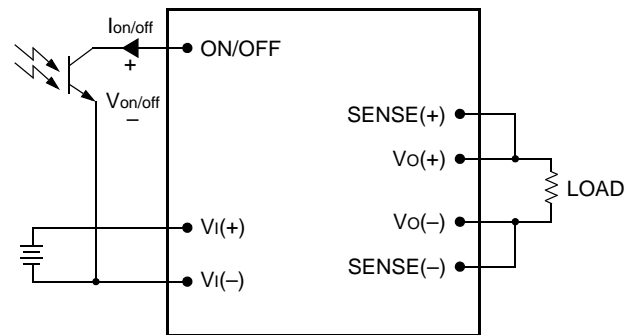 Ion/off
+
ON/OFF
Von/off
–
SENSE(+)
VO(+)
LOAD
VO(–)
SENSE(–)
VI(+)
VI(–)